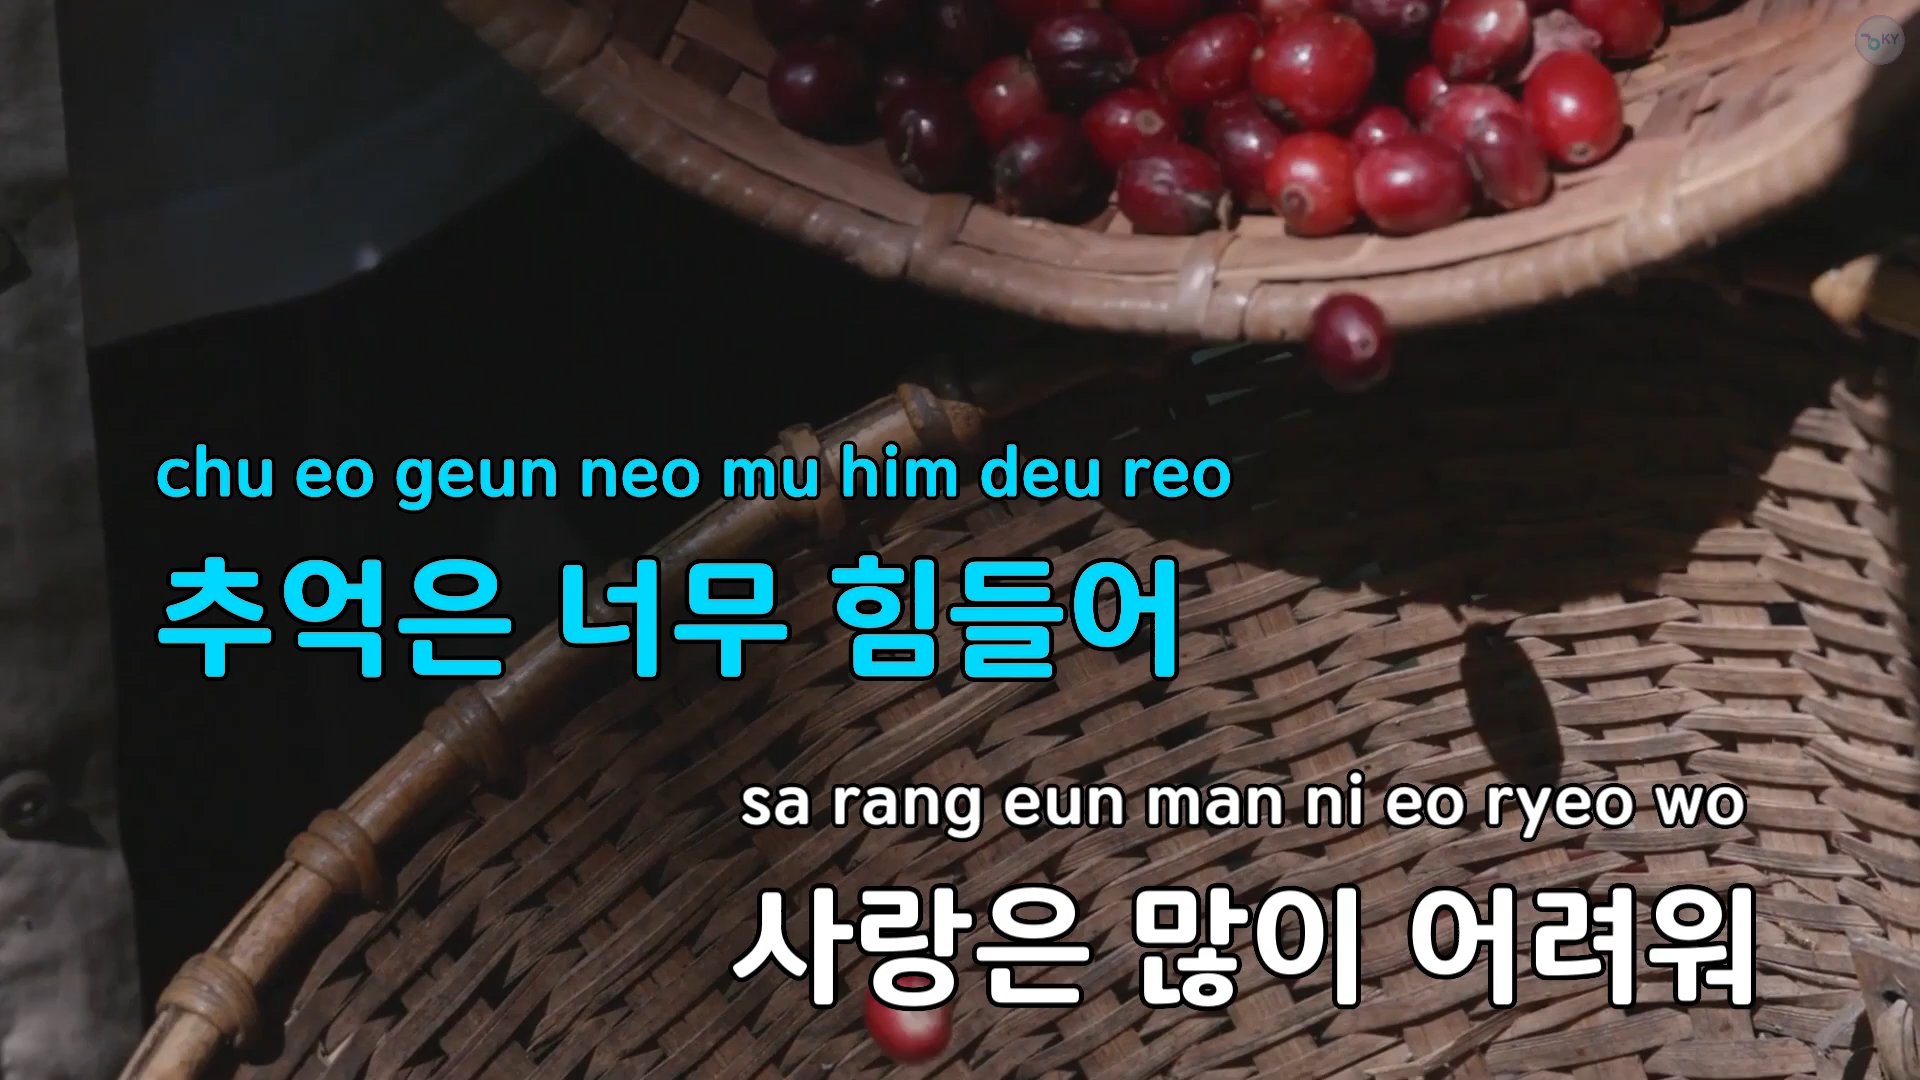 KY
chu eo geun neo mu him deu reo
추억은 너무 힘들어
sa rang eun man ni eo ryeo wo
사랑은 많이 어려워